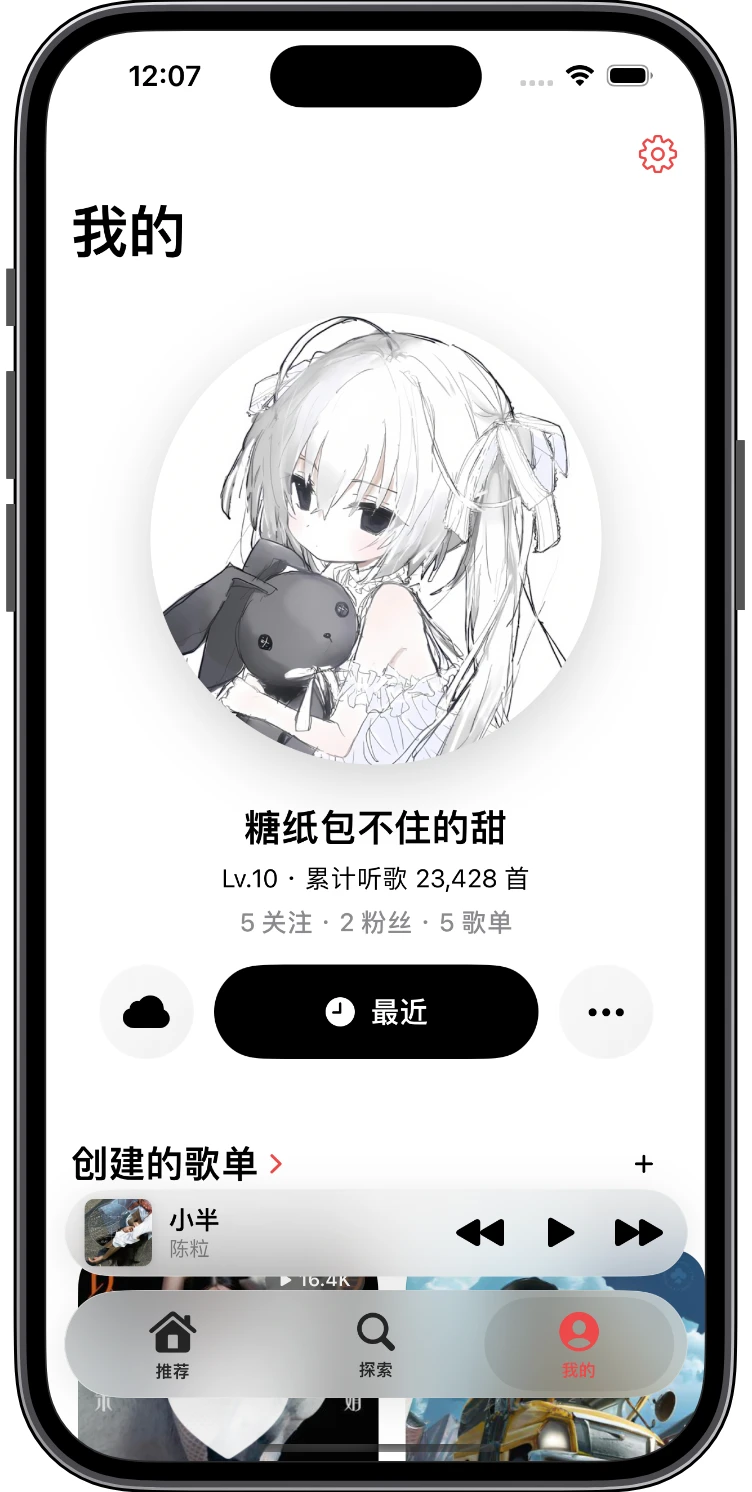 12:07
我的
糖纸包不住的甜
Lv.10 · 累计听歌 23,428 首
5 关注 · 2 粉丝 · 5 歌单
最近
创建的歌单
小半
陈粒
16.4K
推荐
探索
我的